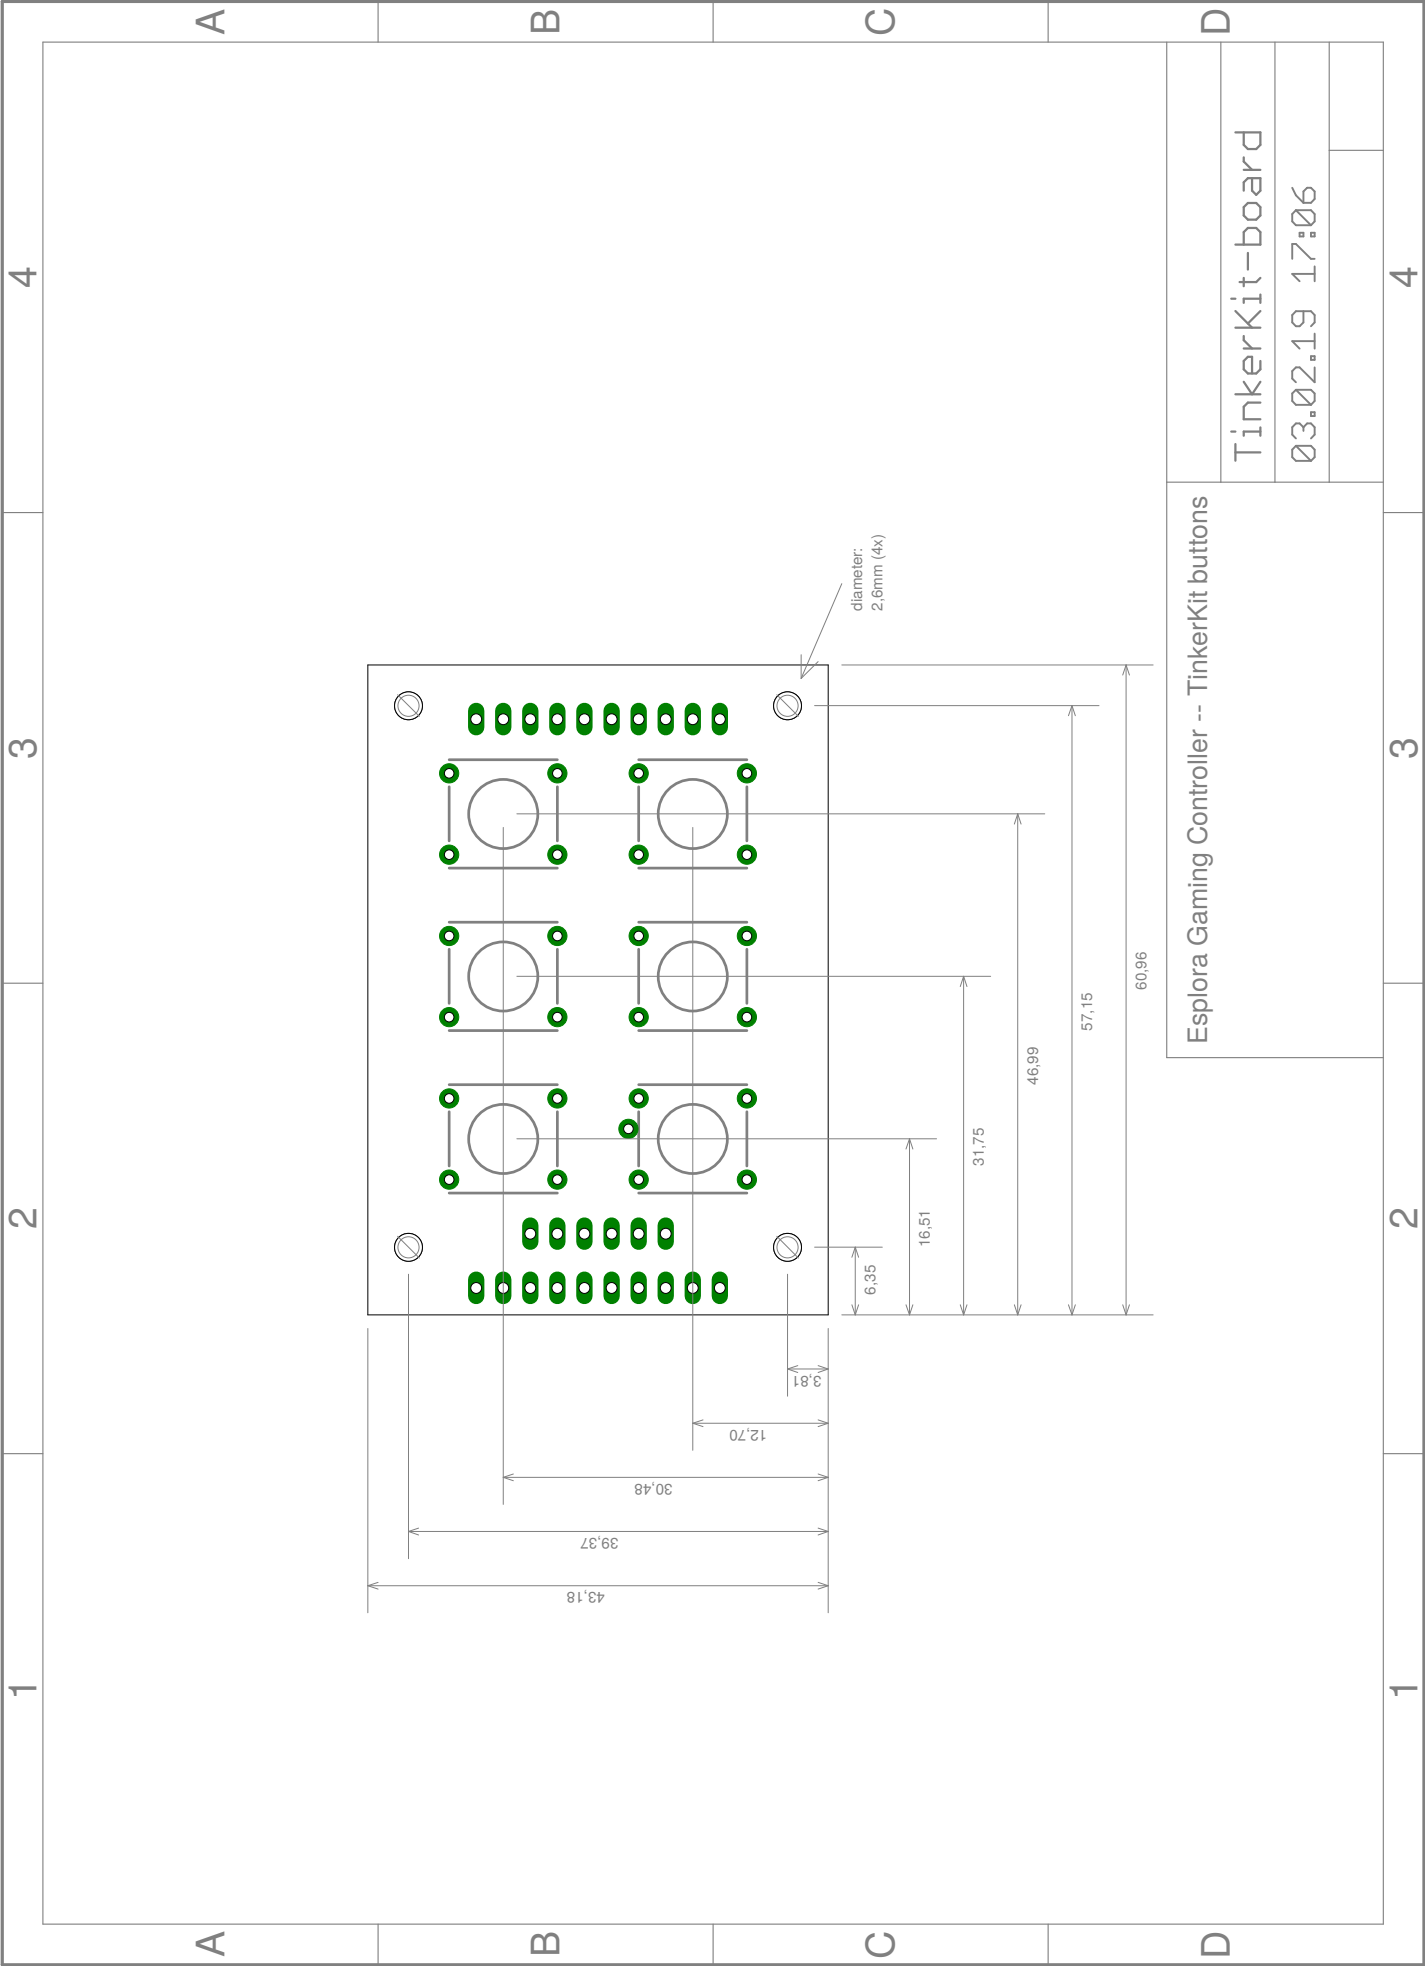 A
B
C
D
4
4
3
3
2
2
1
1
A
B
C
D
TinkerKit-board
03.02.19 17:06
Esplora Gaming Controller -- TinkerKit buttons
diameter:
2,6mm (4x)
60,96
57,15
46,99
31,75
16,51
6,35
3,81
12,70
30,48
39,37
43,18